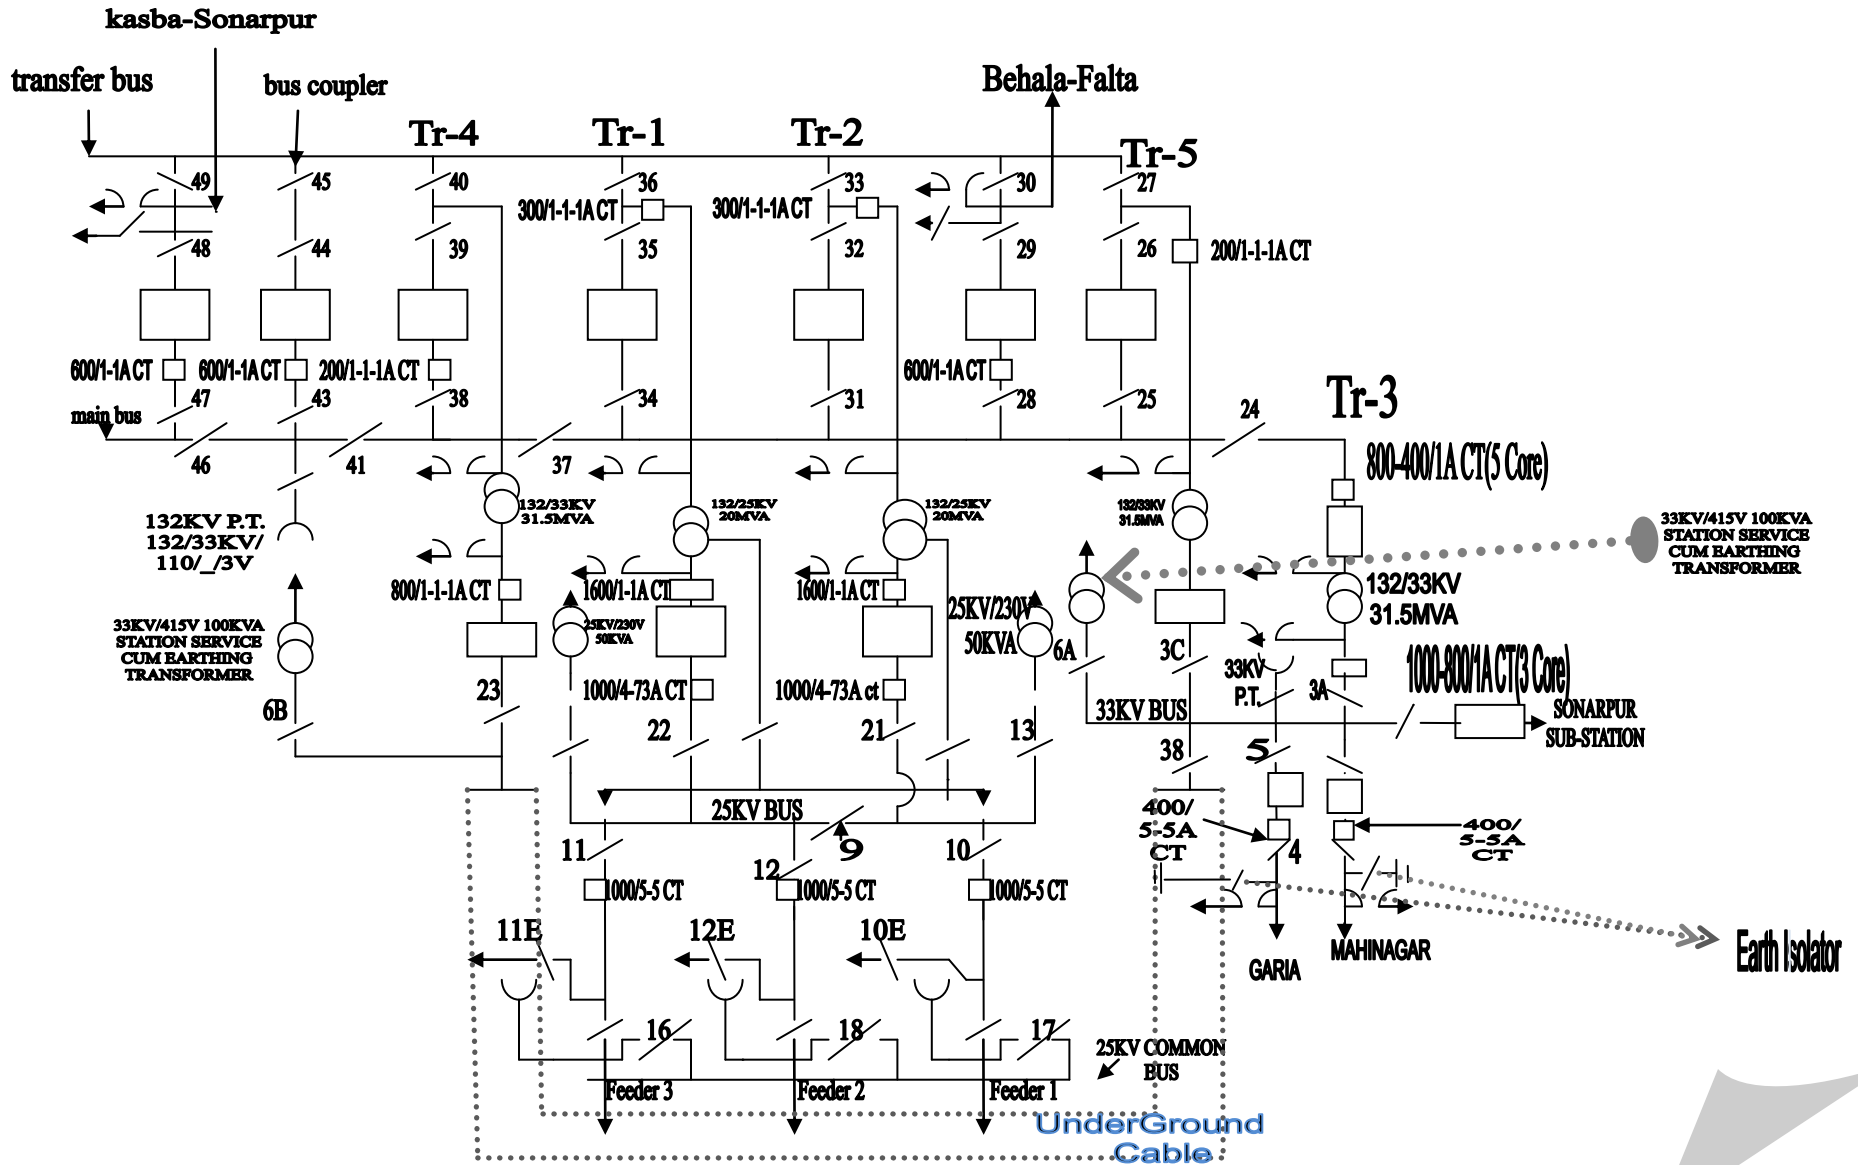 kasba-Sonarpur
transfer bus
bus coupler
Behala-Falta
Tr-4
Tr-1
Tr-2
Tr-5
49
45
40
36
33
30
27
300/1-1-1A CT
300/1-1-1A CT
48
44
39
35
32
29
26
200/1-1-1A CT
600/1-1A CT
600/1-1A CT
200/1-1-1A CT
600/1-1A CT
Tr-3
47
43
38
34
31
28
25
24
main bus
46
41
37
800-400/1A CT(5 Core)
132KV P.T.
132/33KV/
110/_/3V
132/33KV
31.5MVA
132/25KV
20MVA
132/25KV
20MVA
132/33KV
31.5MVA
33KV/415V 100KVA
STATION SERVICE
CUM EARTHING
TRANSFORMER
800/1-1-1A CT
1600/1-1A CT
1600/1-1A CT
132/33KV
31.5MVA
33KV/415V 100KVA
STATION SERVICE
CUM EARTHING
TRANSFORMER
25KV/230V
50KVA
25KV/230V
50KVA
6A
3C
33KV
P.T.
3A
1000-800/1A CT(3 Core)
6B
23
1000/4-73A CT
1000/4-73A ct
22
21
13
33KV BUS
SONARPUR
SUB-STATION
38
5
25KV BUS
400/
5-5A
CT
400/
5-5A
CT
11
12
9
10
4
1000/5-5 CT
1000/5-5 CT
1000/5-5 CT
11E
12E
10E
GARIA
MAHINAGAR
Earth Isolator
16
18
17
25KV COMMON
BUS
Feeder 3
Feeder 2
Feeder 1
UnderGround
Cable